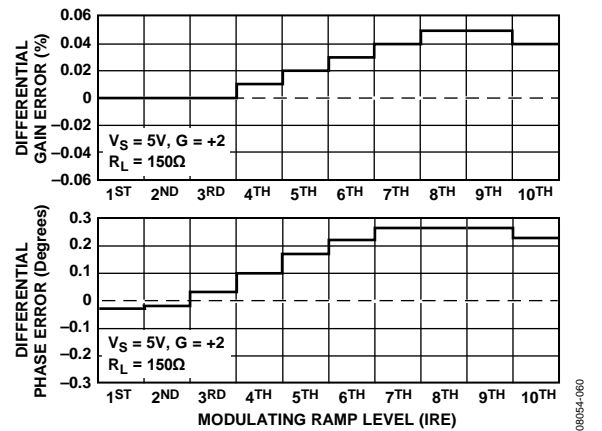 DIFFERENTIAL
GAIN ERROR (%)
0.06
0.04
0.02
0
–0.02
–0.04
–0.06
VS = 5V, G = +2
RL = 150Ω
1ST 2ND 3RD 4TH 5TH 6TH 7TH 8TH 9TH 10TH
DIFFERENTIAL
PHASE ERROR (Degrees)
0.3
0.2
0.1
0
–0.1
–0.2
–0.3
VS = 5V, G = +2
RL = 150Ω
1ST 2ND 3RD 4TH 5TH 6TH 7TH 8TH 9TH 10TH
MODULATING RAMP LEVEL (IRE)
08054-060